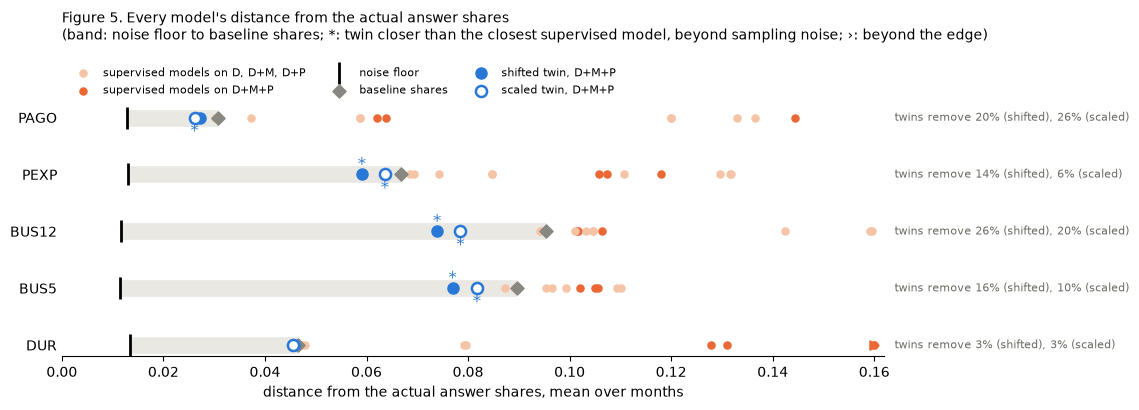 Figure 5. Every model's distance from the actual answer shares
(band: noise floor to baseline shares; *: twin closer than the closest supervised model, beyond sampling noise; ›: beyond the edge)
supervised models on D, D+M, D+P
supervised models on D+M+P
noise floor
baseline shares
shifted twin, D+M+P
scaled twin, D+M+P
PAGO
*
twins remove 20% (shifted), 26% (scaled)
PEXP
*
*
twins remove 14% (shifted), 6% (scaled)
BUS12
*
*
twins remove 26% (shifted), 20% (scaled)
BUS5
*
*
twins remove 16% (shifted), 10% (scaled)
DUR
twins remove 3% (shifted), 3% (scaled)
0.00 0.02 0.04 0.06 0.08 0.10 0.12 0.14 0.16
distance from the actual answer shares, mean over months